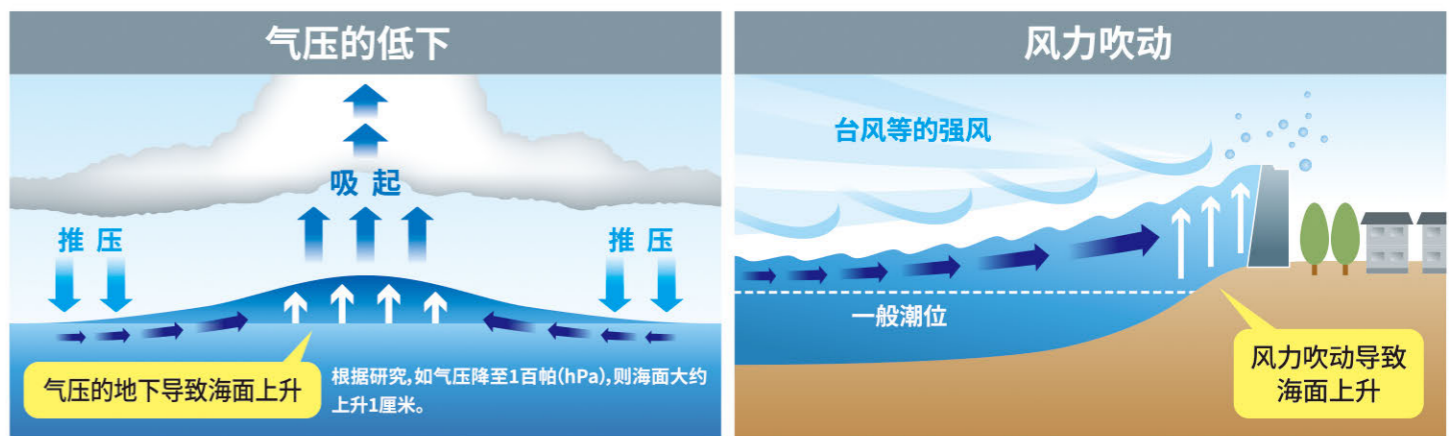 气压的低下
吸 起
推 压
推 压
气压的地下导致海面上升
根据研究,如气压降至1百帕(hPa),则海面大约
上升1厘米。
风力吹动
台风等的强风
一般潮位
风力吹动导致
海面上升